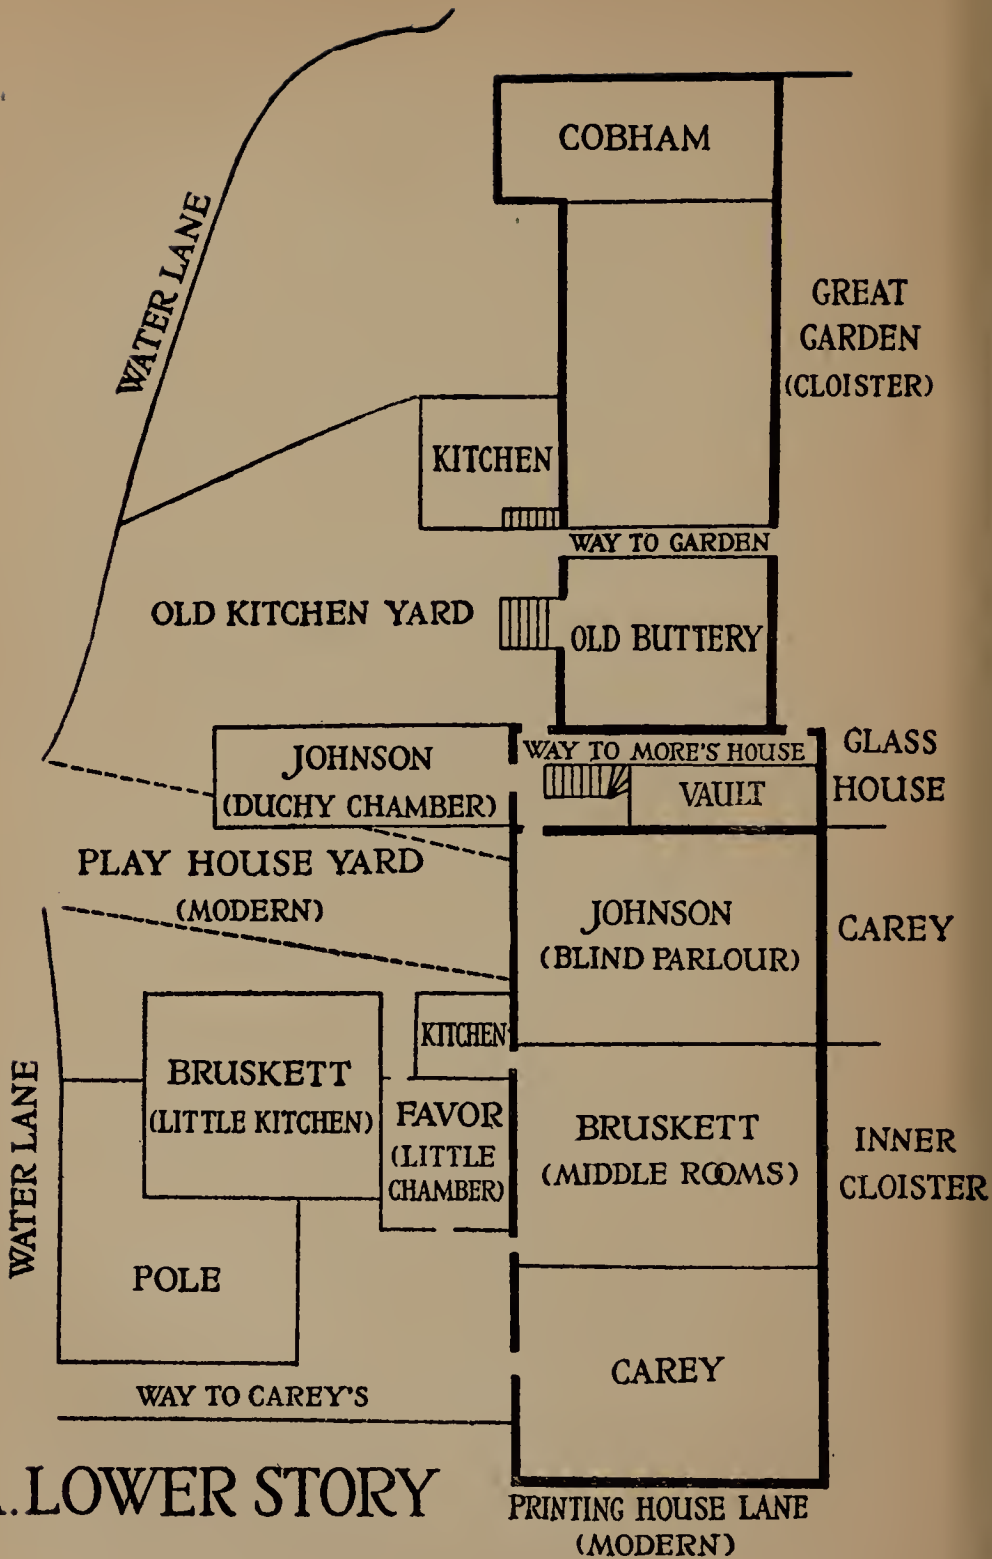 COBHAM
WATER LANE
GREAT
GARDEN
(CLOISTER)
KITCHEN
WAY TO GARDEN
OLD KITCHEN YARD
OLD BUTTERY
JOHNSON
(DUCHY CHAMBER)
WAY TO MORE'S HOUSE
VAULT
GLASS
HOUSE
PLAY HOUSE YARD
(MODERN)
JOHNSON
(BLIND PARLOUR)
CAREY
KITCHEN
BRUSKETT
(LITTLE KITCHEN)
FAVOR
(LITTLE
CHAMBER)
BRUSKETT
(MIDDLE ROOMS)
INNER
CLOISTER
WATER LANE
POLE
CAREY
WAY TO CAREY'S
LOWER STORY
PRINTING HOUSE LANE
(MODERN)